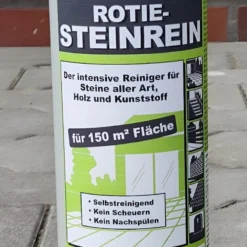 ROTIE-
STEINREIN
Der intensive Reiniger für
Steine aller Art,
Holz und Kunststoff
für 150 m² Fläche
• Selbstreinigend
• Kein Scheuern
• Kein Nachspülen